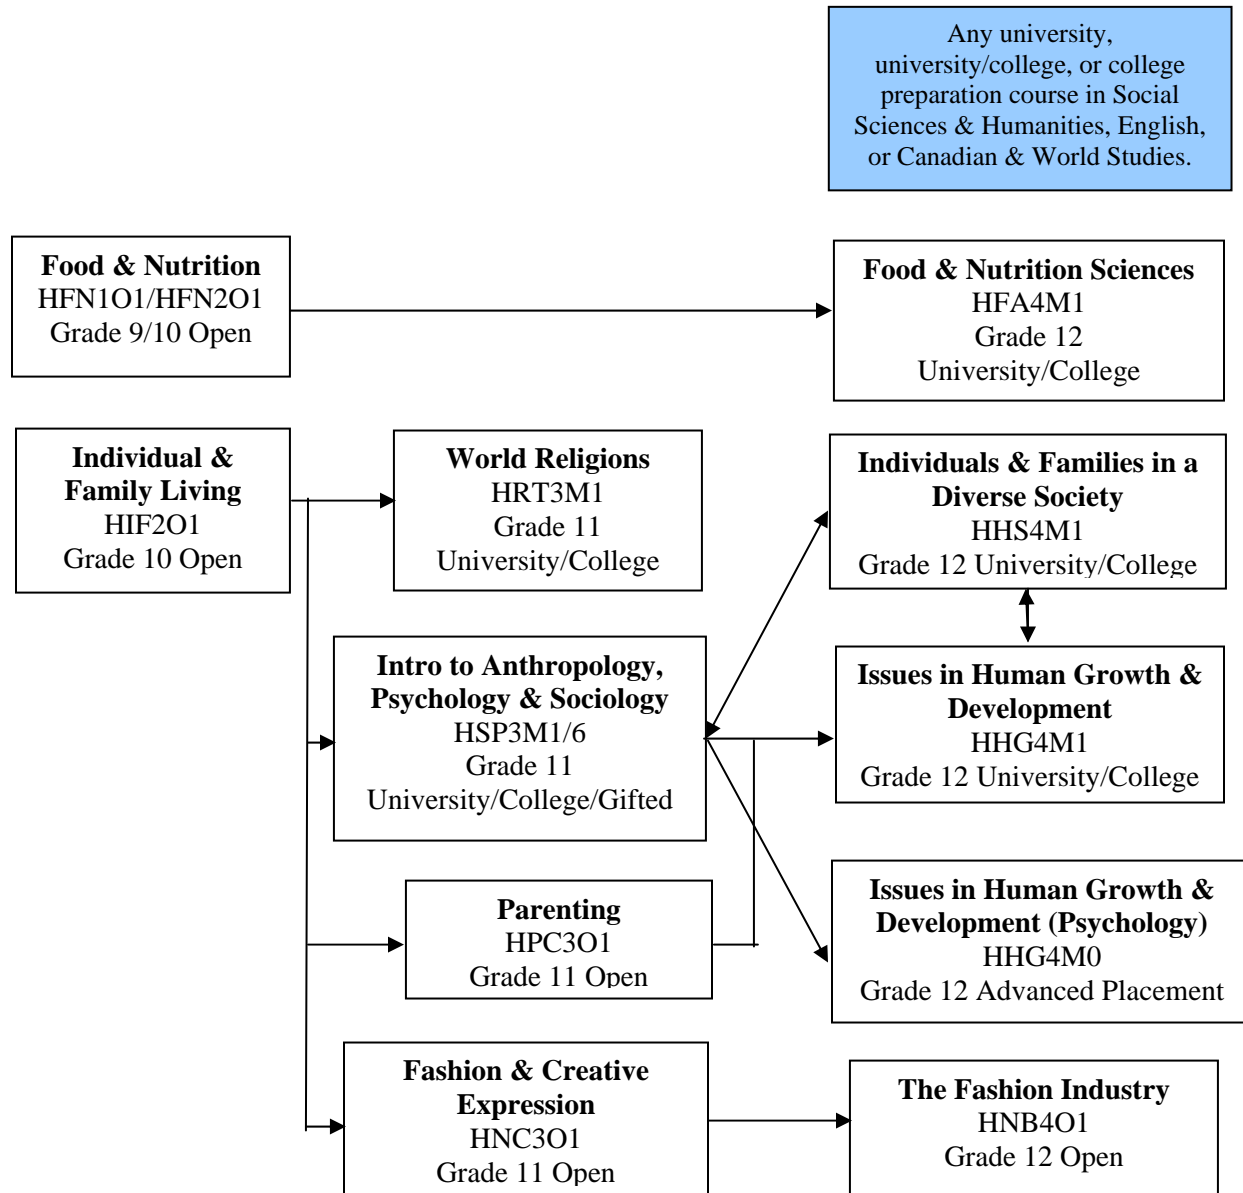 Any university,
university/college, or college
preparation course in Social
Sciences & Humanities, English,
or Canadian & World Studies.
Food & Nutrition
HFN1O1/HFN2O1
Grade 9/10 Open
Food & Nutrition Sciences
HFA4M1
Grade 12
University/College
Individual &
Family Living
HIF2O1
Grade 10 Open
World Religions
HRT3M1
Grade 11
University/College
Individuals & Families in a
Diverse Society
HHS4M1
Grade 12 University/College
Intro to Anthropology,
Psychology & Sociology
HSP3M1/6
Grade 11
University/College/Gifted
Issues in Human Growth &
Development
HHG4M1
Grade 12 University/College
Parenting
HPC3O1
Grade 11 Open
Issues in Human Growth &
Development (Psychology)
HHG4M0
Grade 12 Advanced Placement
Fashion & Creative
Expression
HNC3O1
Grade 11 Open
The Fashion Industry
HNB4O1
Grade 12 Open